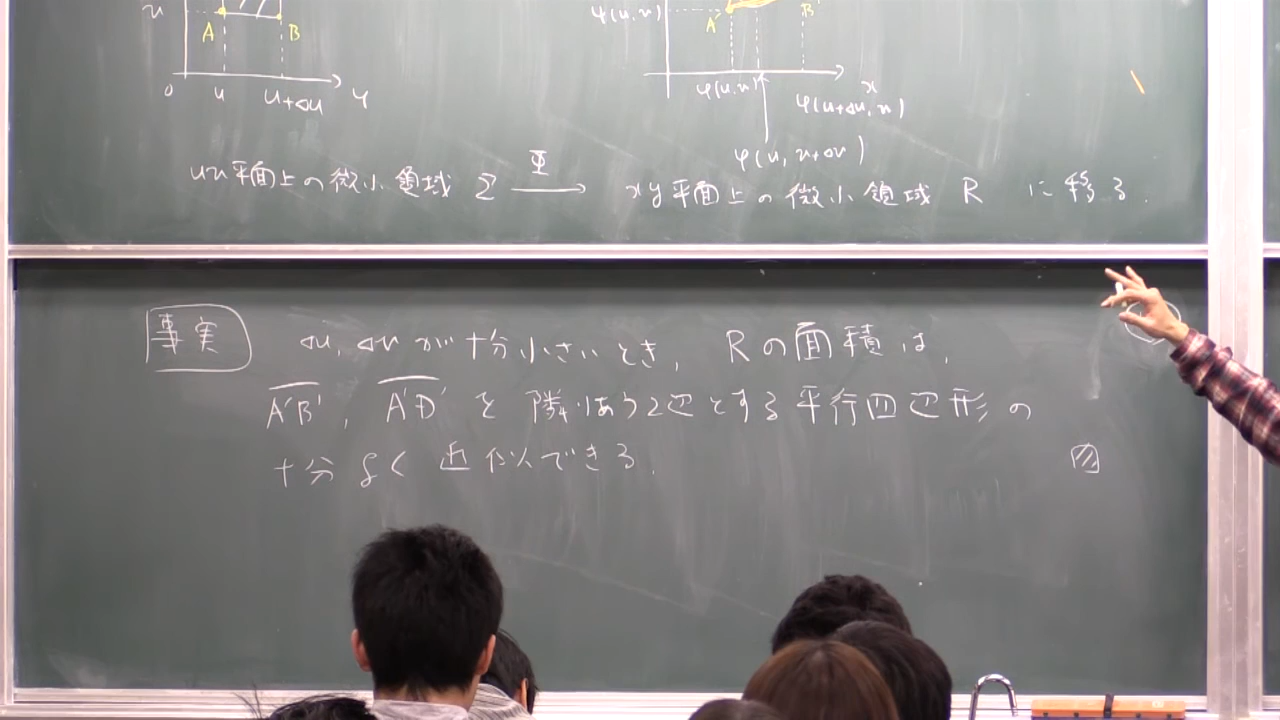 v A B
O u u+Δu
ψ(u,v) A' B'
φ(u,v) x φ(u+Δu,v)
φ(u, v+Δv)
uv平面上の微小領域 Σ Φ→ xy平面上の微小領域 R に移る.
事実 Δu, Δv が十分小さいとき, Rの面積は,
A'B', A'D' を 隣りあう2辺とする平行四辺形の
十分よく近似できる.